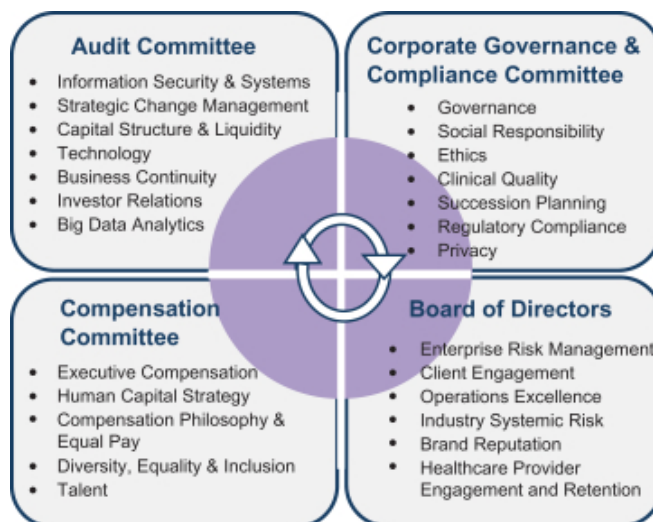 Audit Committee
• Information Security & Systems
• Strategic Change Management
• Capital Structure & Liquidity
• Technology
• Business Continuity
• Investor Relations
• Big Data Analytics
Corporate Governance &
Compliance Committee
• Governance
• Social Responsibility
• Ethics
• Clinical Quality
• Succession Planning
• Regulatory Compliance
• Privacy
Compensation
Committee
• Executive Compensation
• Human Capital Strategy
• Compensation Philosophy &
Equal Pay
• Diversity, Equality & Inclusion
• Talent
Board of Directors
• Enterprise Risk Management
• Client Engagement
• Operations Excellence
• Industry Systemic Risk
• Brand Reputation
• Healthcare Provider
Engagement and Retention